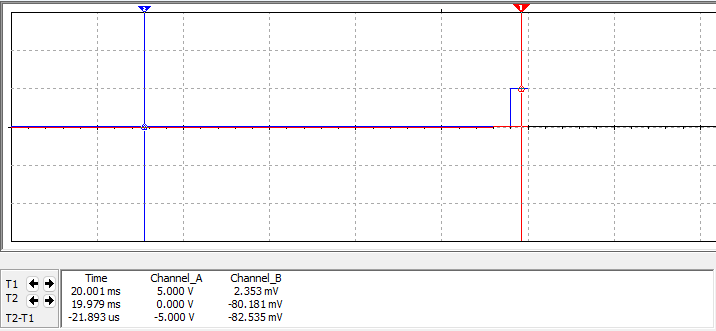 1
Time Channel_A Channel_B
T1 20.001 ms 5.000 V 2.353 mV
T2 19.979 ms 0.000 V -80.181 mV
T2-T1 -21.893 us -5.000 V -82.535 mV